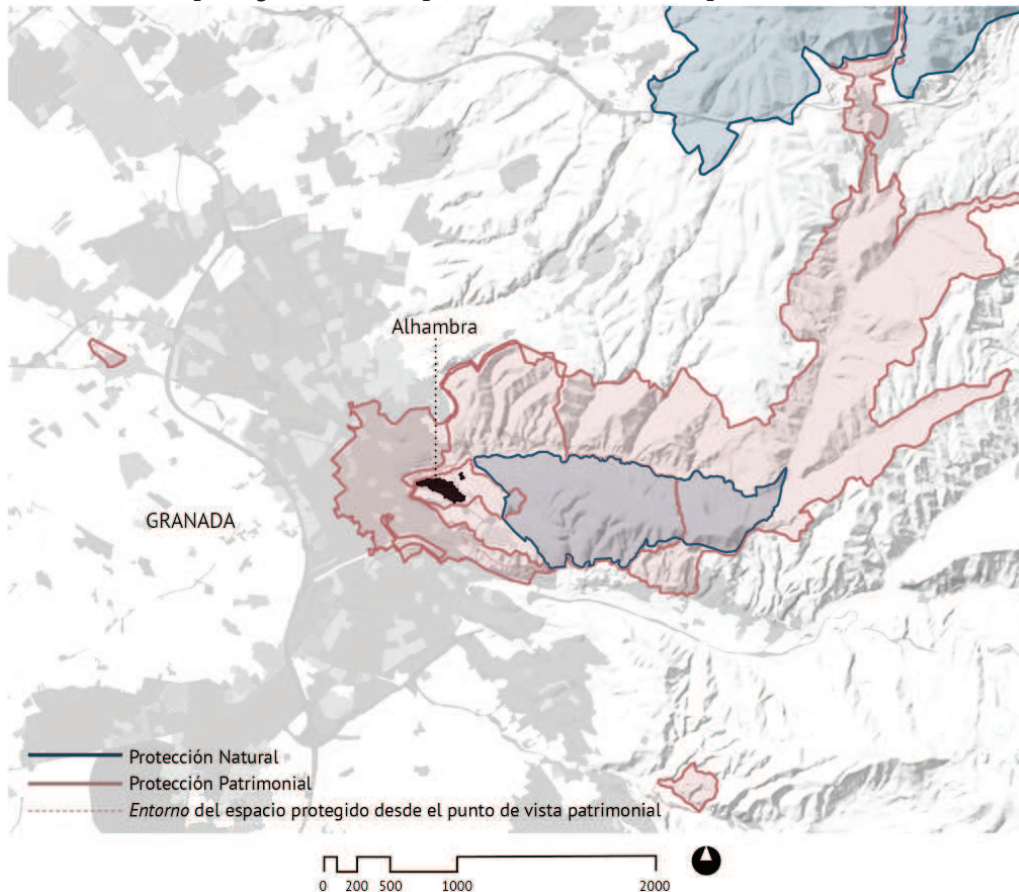 Alhambra
GRANADA
Protección Natural
Protección Patrimonial
Entorno del espacio protegido desde el punto de vista patrimonial
0 200 500 1000 2000